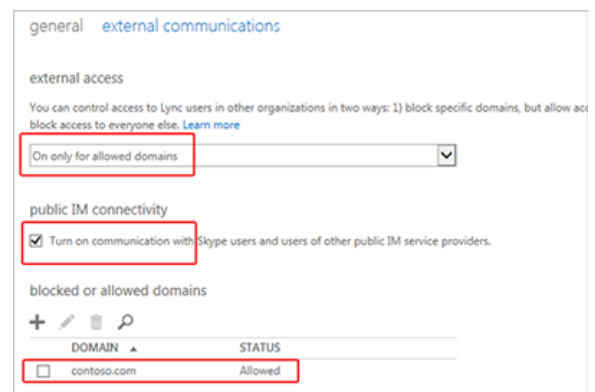 general external communications
external access
You can control access to Lync users in other organizations in two ways: 1) block specific domains, but allow
block access to everyone else. Learn more
On only for allowed domains
public IM connectivity
Turn on communication with Skype users and users of other public IM service providers.
blocked or allowed domains
DOMAIN STATUS
contoso.com Allowed